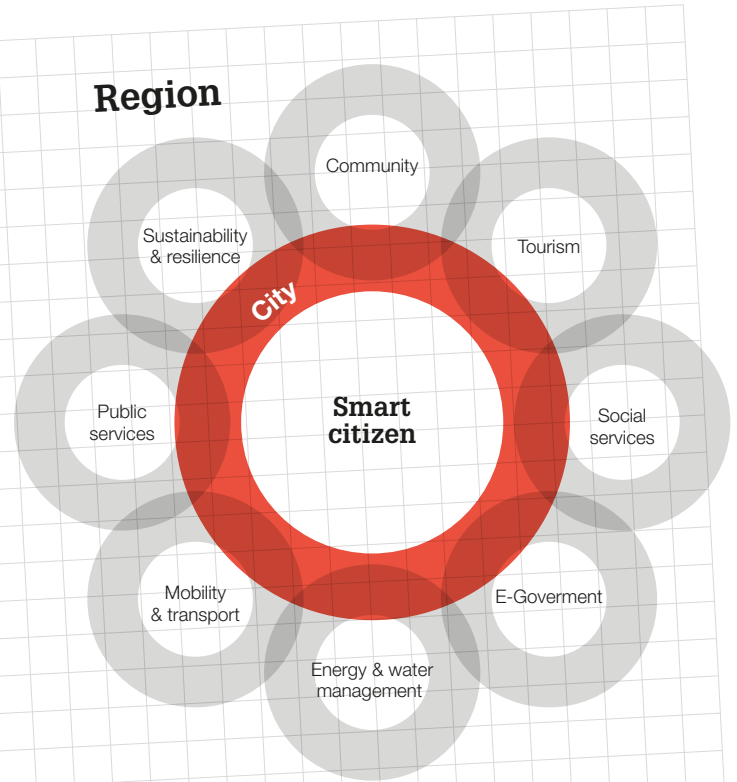 Region
Community
Sustainability
& resilience
Tourism
City
Smart
citizen
Public
services
Social
services
Mobility
& transport
E-Goverment
Energy & water
management